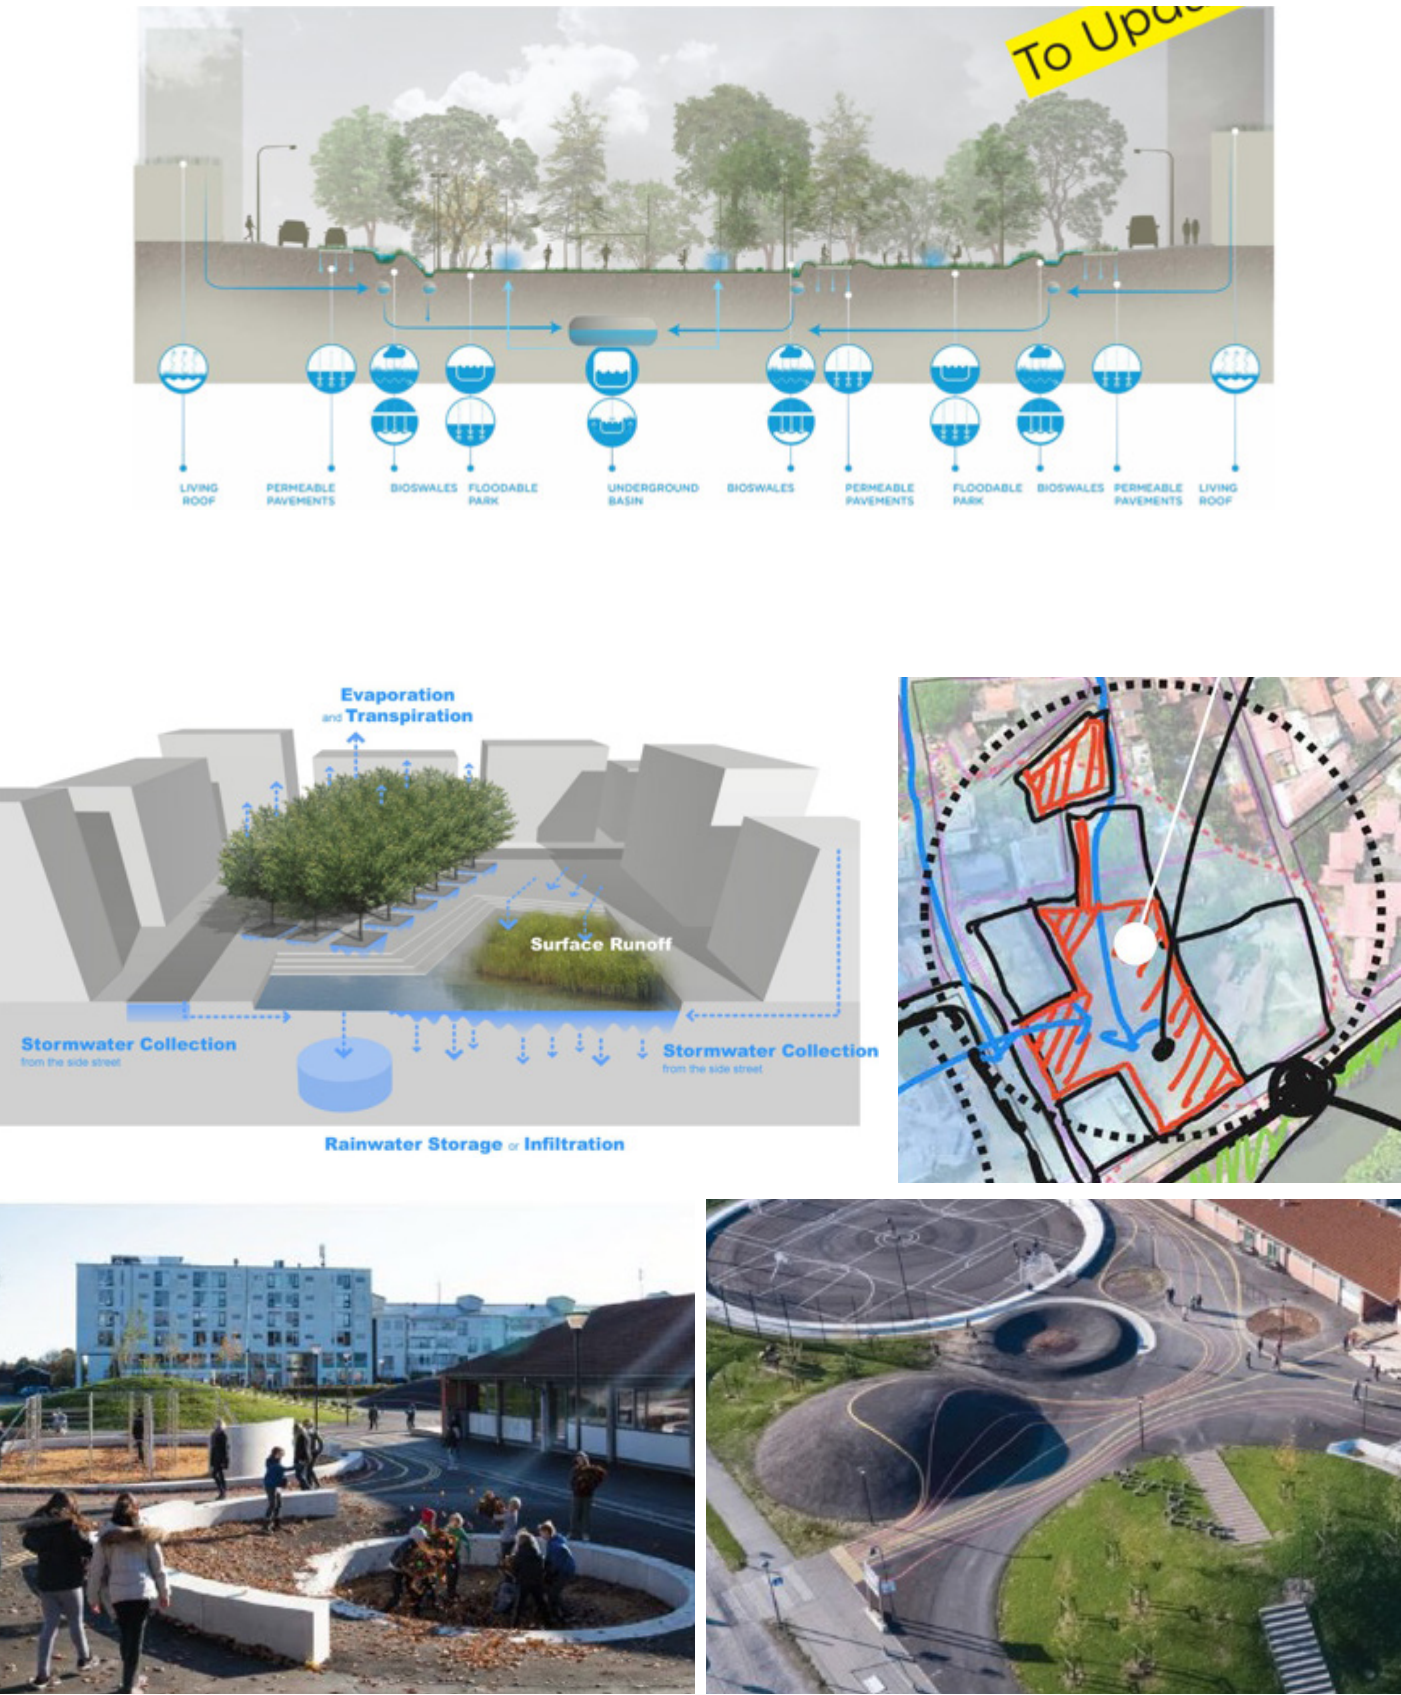 To Upda
LIVING
ROOF
PERMEABLE
PAVEMENTS
BIOSWALES
FLOODABLE
PARK
UNDERGROUND
BASIN
BIOSWALES
PERMEABLE
PAVEMENTS
FLOODABLE
PARK
BIOSWALES
PERMEABLE
PAVEMENTS
LIVING
ROOF
Evaporation
and Transpiration
Surface Runoff
Stormwater Collection
from the side street
Stormwater Collection
from the side street
Rainwater Storage or Infiltration